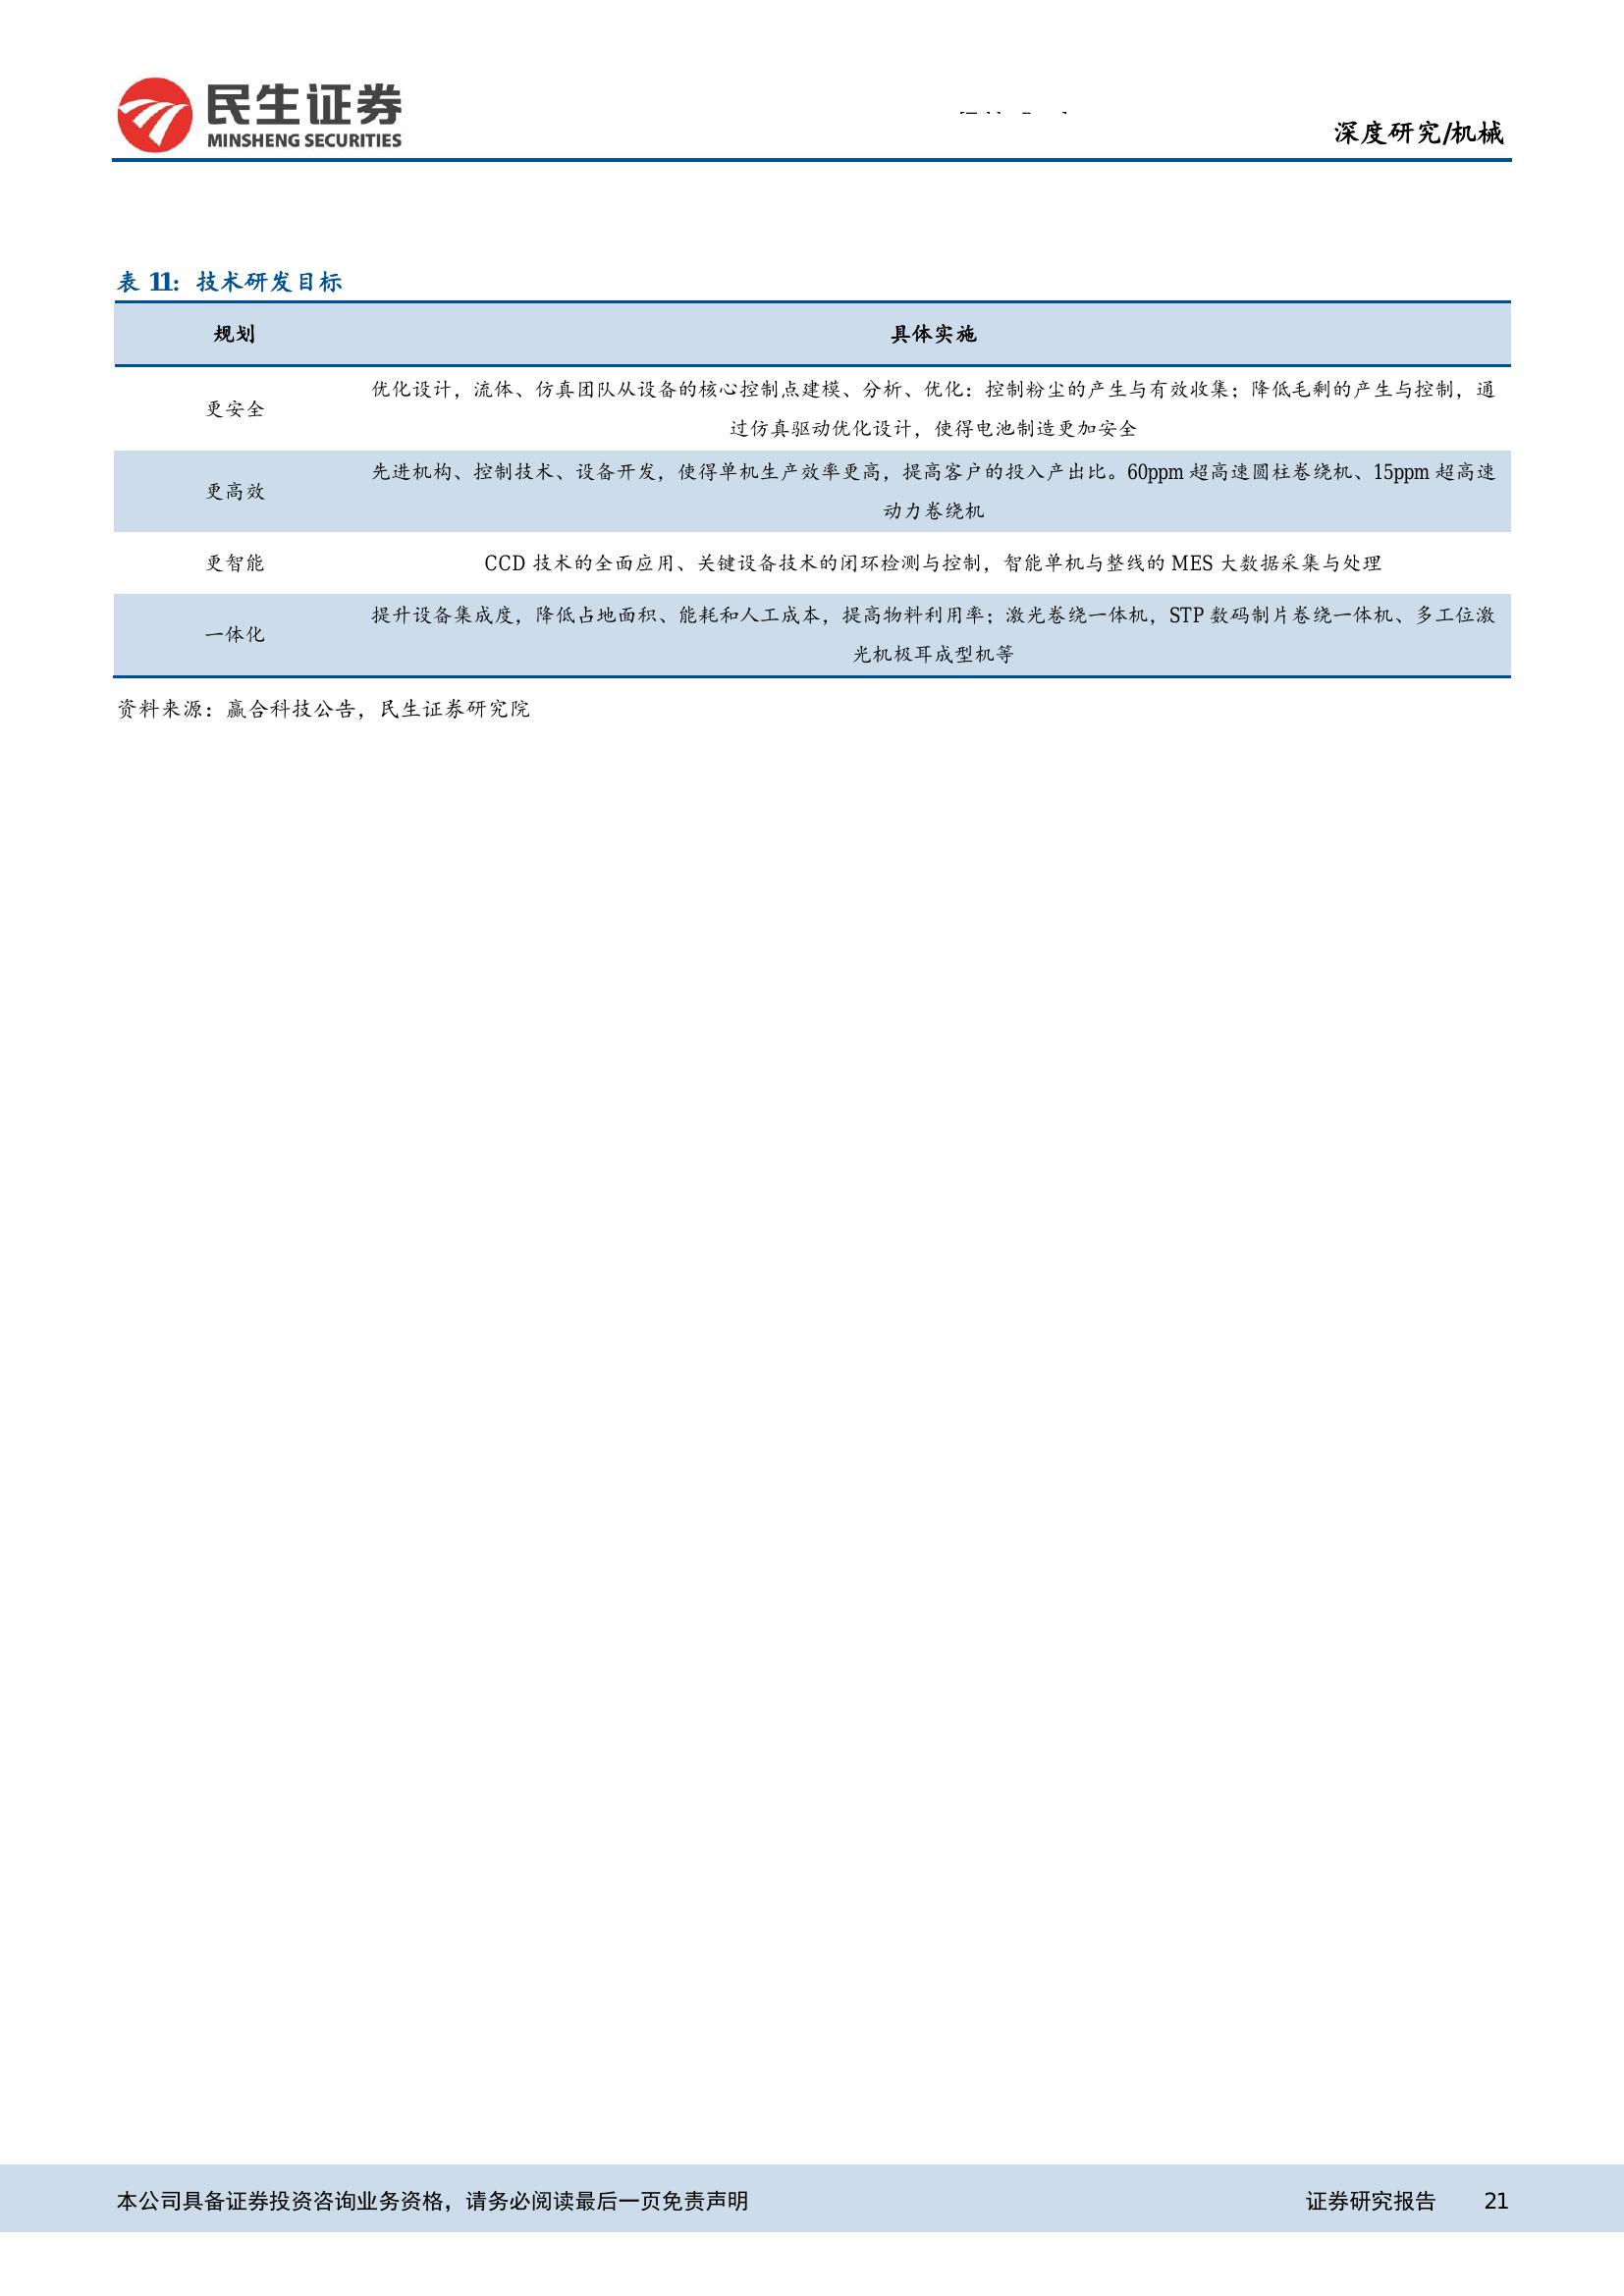 民生证券
MINSHENG SECURITIES
深度研究/机械
表 11: 技术研发目标
规划 具体实施
更安全
优化设计，流体、仿真团队从设备的核心控制点建模、分析、优化：控制粉尘的产生与有效收集；降低毛剩的产生与控制，通
过仿真驱动优化设计，使得电池制造更加安全
更高效
先进机构、控制技术、设备开发，使得单机生产效率更高，提高客户的投入产出比。60ppm 超高速圆柱卷绕机、15ppm 超高速
动力卷绕机
更智能 CCD 技术的全面应用、关键设备技术的闭环检测与控制，智能单机与整线的 MES 大数据采集与处理
一体化
提升设备集成度，降低占地面积、能耗和人工成本，提高物料利用率；激光卷绕一体机，STP 数码制片卷绕一体机、多工位激
光机极耳成型机等
资料来源：赢合科技公告，民生证券研究院
本公司具备证券投资咨询业务资格，请务必阅读最后一页免责声明 证券研究报告 21